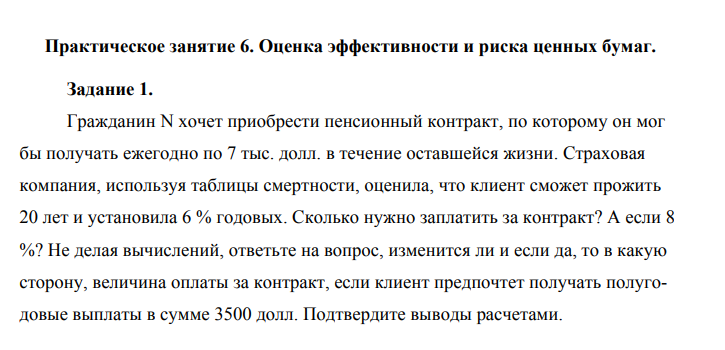 Практическое занятие 6. Оценка эффективности и риска ценных бумаг.
Задание 1.
Гражданин N хочет приобрести пенсионный контракт, по которому он мог
бы получать ежегодно по 7 тыс. долл. в течение оставшейся жизни. Страховая
компания, используя таблицы смертности, оценила, что клиент сможет прожить
20 лет и установила 6 % годовых. Сколько нужно заплатить за контракт? А если 8
%? Не делая вычислений, ответьте на вопрос, изменится ли и если да, то в какую
сторону, величина оплаты за контракт, если клиент предпочтет получать полуго-
довые выплаты в сумме 3500 долл. Подтвердите выводы расчетами.